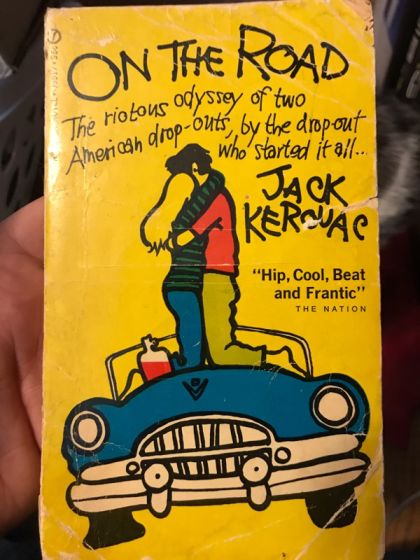 ON THE ROAD
The riotous odyssey of two
American drop-outs, by the drop-out
who started it all...
JACK
KEROUAC
"Hip, Cool, Beat
and Frantic"
THE NATION